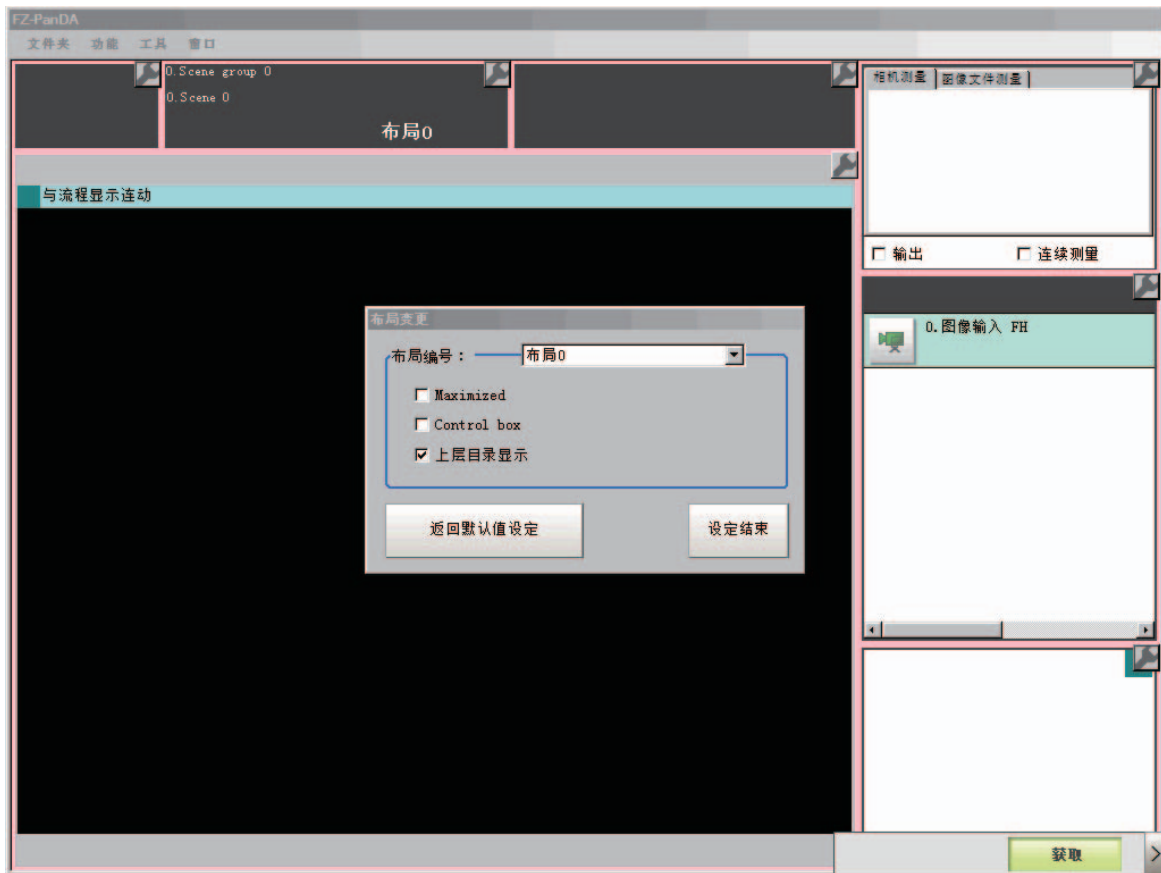 FZ-PanDA
文件夹 功能 工具 窗口
0.Scene group 0
0.Scene 0
布局0
相机测量 图像文件测量
与流程显示连动
输出 连续测量
布局变更
0.图像输入 FH
布局编号： 布局0
Maximized
Control box
上层目录显示
返回默认值设定 设定结束
获取 >